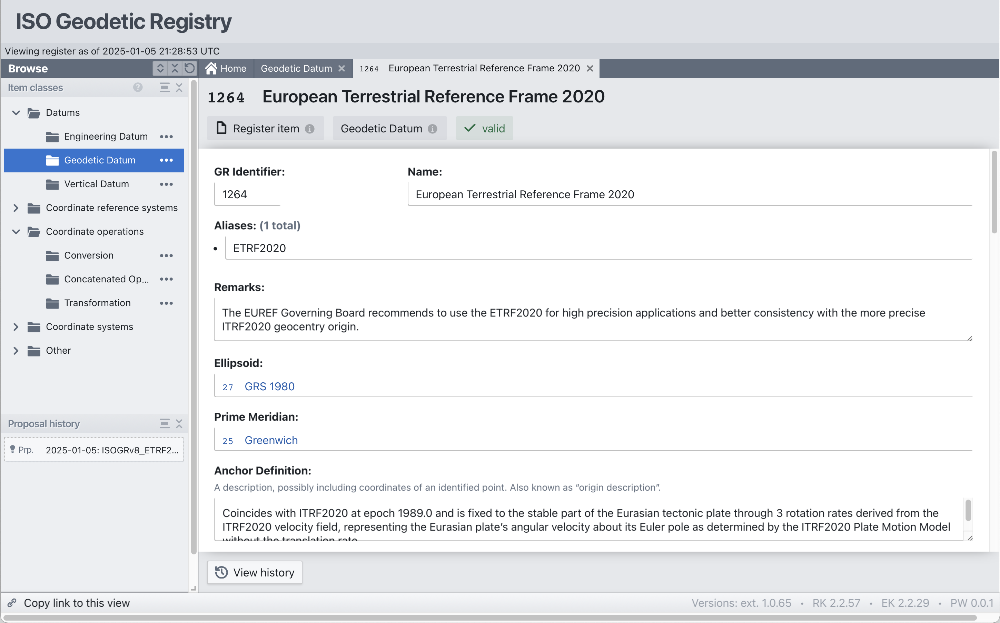 ISO Geodetic Registry
Viewing register as of 2025-01-05 21:28:53 UTC
Browse
Home
Geodetic Datum
1264 European Terrestrial Reference Frame 2020
Item classes
Datums
Engineering Datum
Geodetic Datum
Vertical Datum
Coordinate reference systems
Coordinate operations
Conversion
Concatenated Op...
Transformation
Coordinate systems
Other
Proposal history
Prp. 2025-01-05: ISOGRv8_ETRF2...
1264 European Terrestrial Reference Frame 2020
Register item
Geodetic Datum
valid
GR Identifier:
1264
Name:
European Terrestrial Reference Frame 2020
Aliases: (1 total)
• ETRF2020
Remarks:
The EUREF Governing Board recommends to use the ETRF2020 for high precision applications and better consistency with the more precise
ITRF2020 geocentry origin.
Ellipsoid:
27 GRS 1980
Prime Meridian:
25 Greenwich
Anchor Definition:
A description, possibly including coordinates of an identified point. Also known as “origin description”.
Coincides with ITRF2020 at epoch 1989.0 and is fixed to the stable part of the Eurasian tectonic plate through 3 rotation rates derived from the
ITRF2020 velocity field, representing the Eurasian plate’s angular velocity about its Euler pole as determined by the ITRF2020 Plate Motion Model
without the translation rate
View history
Copy link to this view
Versions: ext. 1.0.65 • RK 2.2.57 • EK 2.2.29 • PW 0.0.1